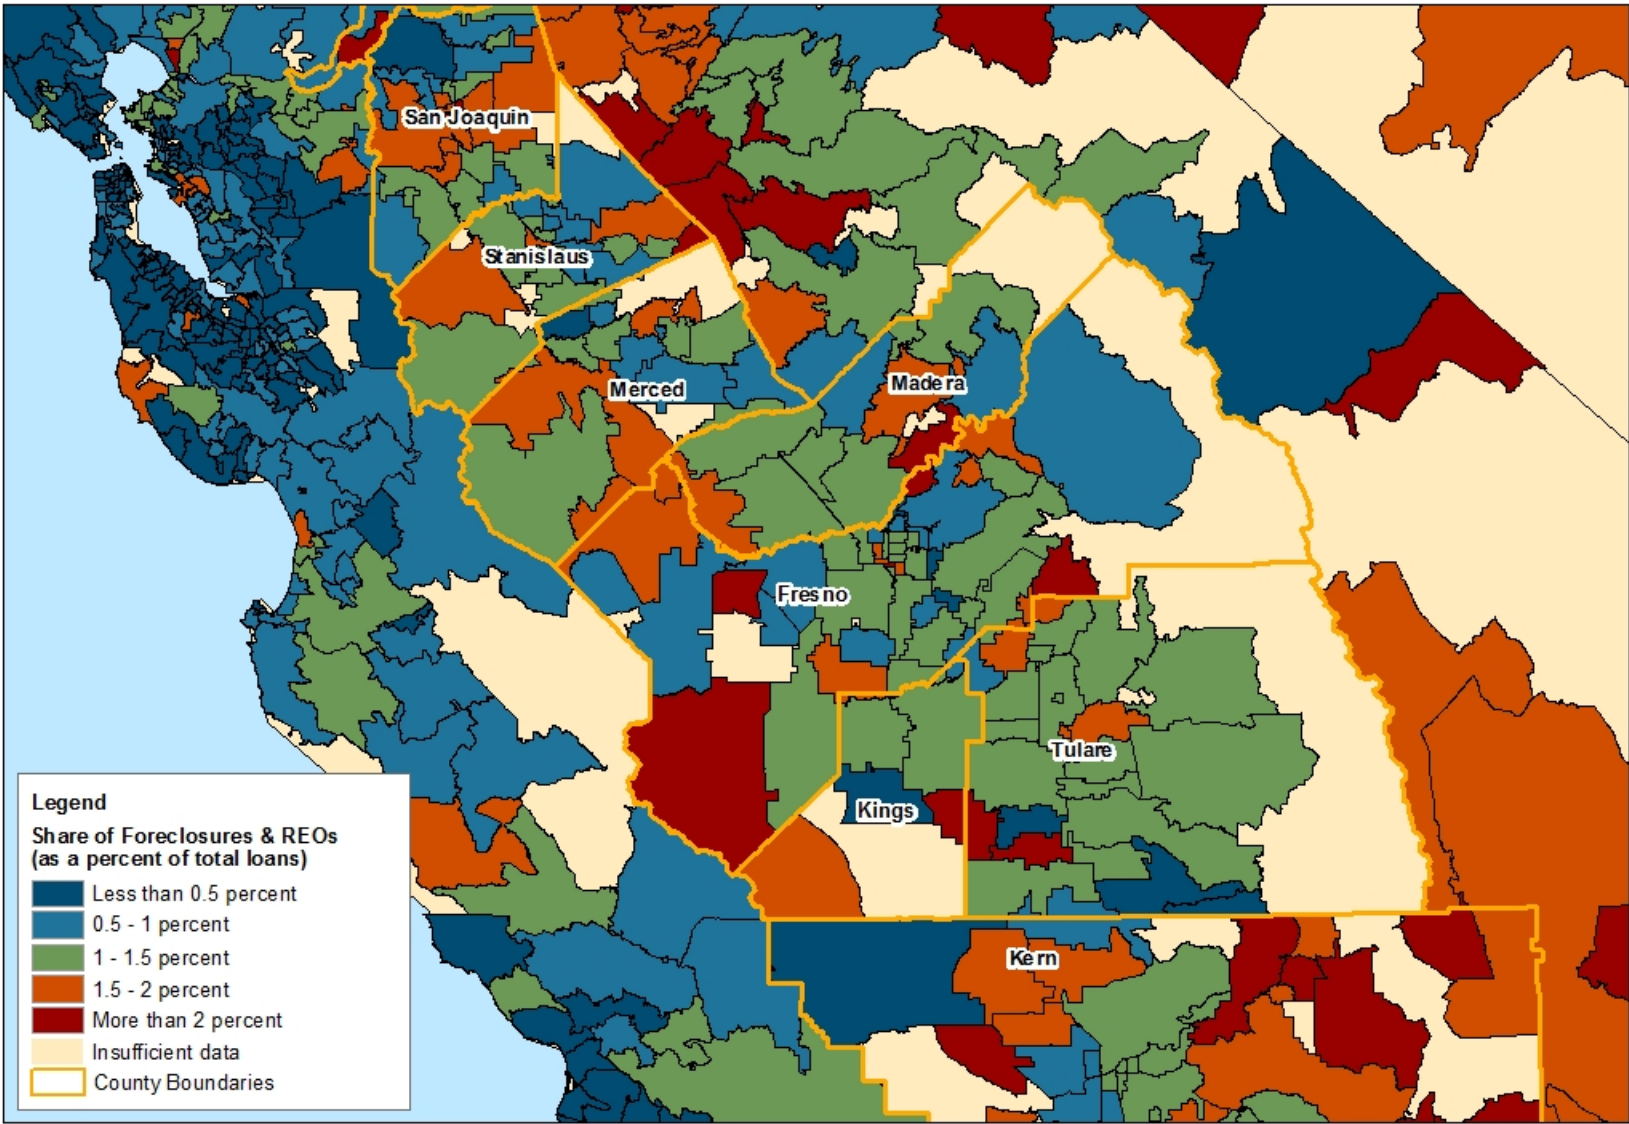 San Joaquin
Stanislaus
Merced
Madera
Fresno
Tulare
Kings
Kern
Legend
Share of Foreclosures & REOs
(as a percent of total loans)
Less than 0.5 percent
0.5 - 1 percent
1 - 1.5 percent
1.5 - 2 percent
More than 2 percent
Insufficient data
County Boundaries